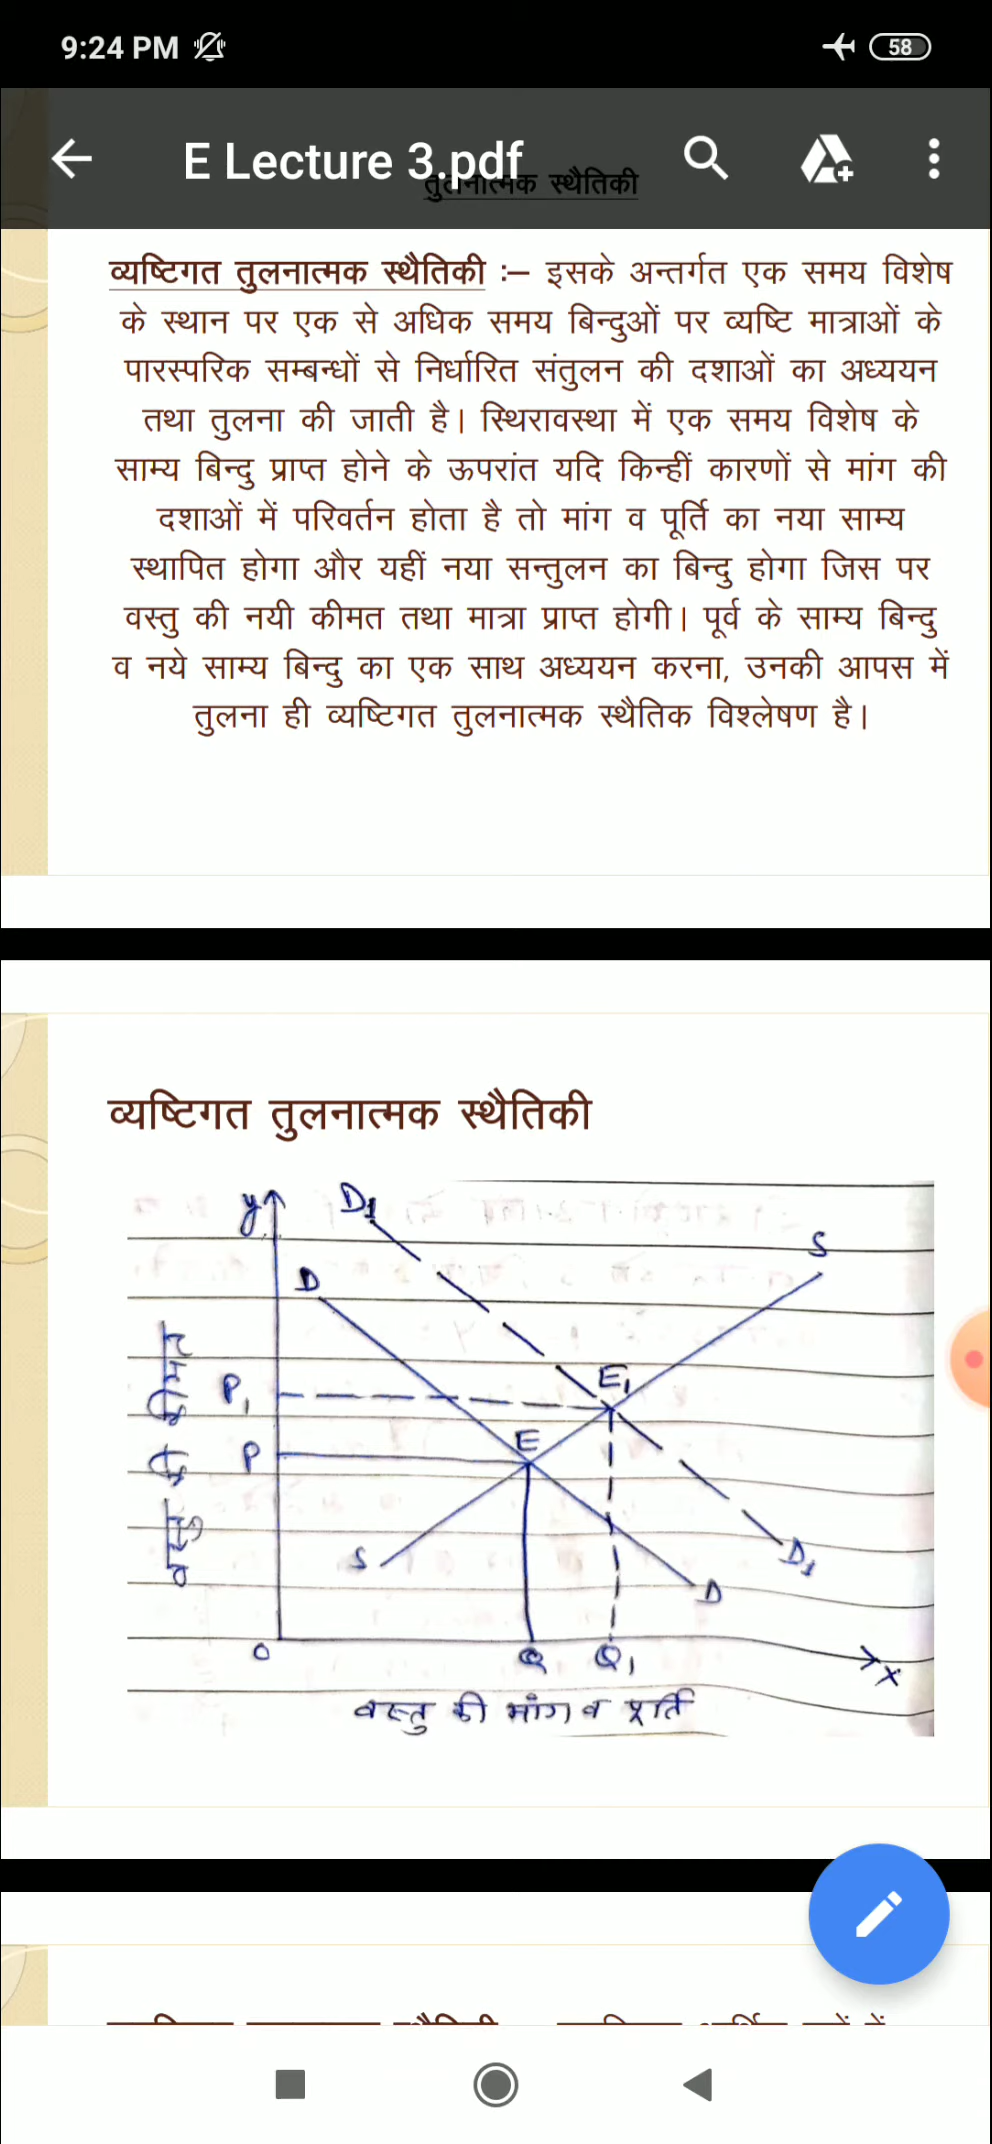 9:24 PM
58
E Lecture 3.pdf
तुलनात्मक स्थैतिकी
व्यष्टिगत तुलनात्मक स्थैतिकी :– इसके अन्तर्गत एक समय विशेष
के स्थान पर एक से अधिक समय बिन्दुओं पर व्यष्टि मात्राओं के
पारस्परिक सम्बन्धों से निर्धारित संतुलन की दशाओं का अध्ययन
तथा तुलना की जाती है। स्थिरावस्था में एक समय विशेष के
साम्य बिन्दु प्राप्त होने के ऊपरांत यदि किन्हीं कारणों से मांग की
दशाओं में परिवर्तन होता है तो मांग व पूर्ति का नया साम्य
स्थापित होगा और यहीं नया सन्तुलन का बिन्दु होगा जिस पर
वस्तु की नयी कीमत तथा मात्रा प्राप्त होगी। पूर्व के साम्य बिन्दु
व नये साम्य बिन्दु का एक साथ अध्ययन करना, उनकी आपस में
तुलना ही व्यष्टिगत तुलनात्मक स्थैतिक विश्लेषण है।
व्यष्टिगत तुलनात्मक स्थैतिकी
y D1
S
D
P1 E1
E
P
वस्तु की कीमत
S D1
D
O Q Q1 X
वस्तु की मांग व पूर्ति